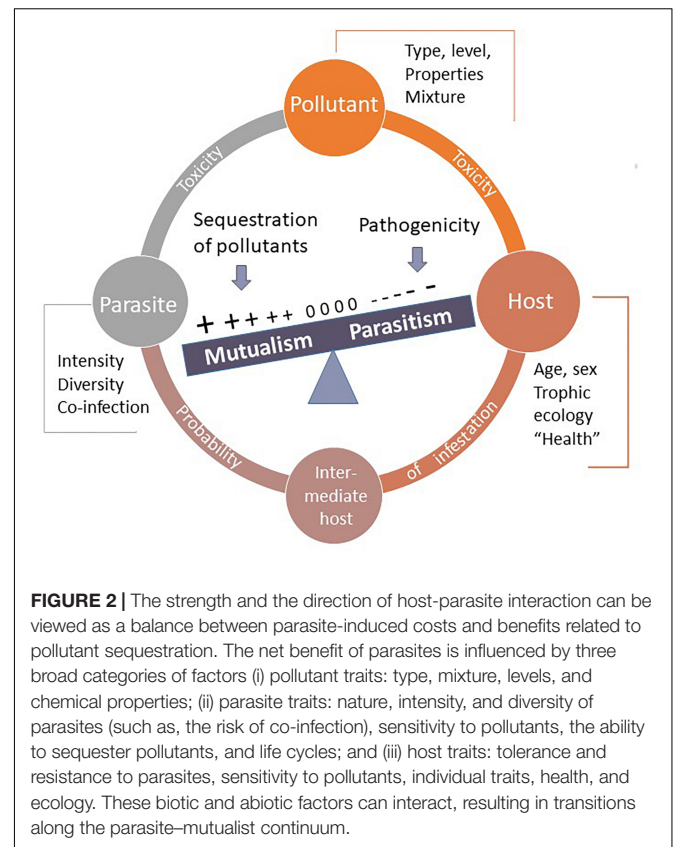 Type, level,
Properties
Mixture
Pollutant
Toxicity
Toxicity
Sequestration
of pollutants
Pathogenicity
Parasite
Host
+ ++ ++ 0000 -----
Mutualism Parasitism
Intensity
Diversity
Co-infection
Age, sex
Trophic
ecology
“Health”
Probability
of infestation
Inter-
mediate
host
FIGURE 2 | The strength and the direction of host-parasite interaction can be
viewed as a balance between parasite-induced costs and benefits related to
pollutant sequestration. The net benefit of parasites is influenced by three
broad categories of factors (i) pollutant traits: type, mixture, levels, and
chemical properties; (ii) parasite traits: nature, intensity, and diversity of
parasites (such as, the risk of co-infection), sensitivity to pollutants, the ability
to sequester pollutants, and life cycles; and (iii) host traits: tolerance and
resistance to parasites, sensitivity to pollutants, individual traits, health, and
ecology. These biotic and abiotic factors can interact, resulting in transitions
along the parasite–mutualist continuum.